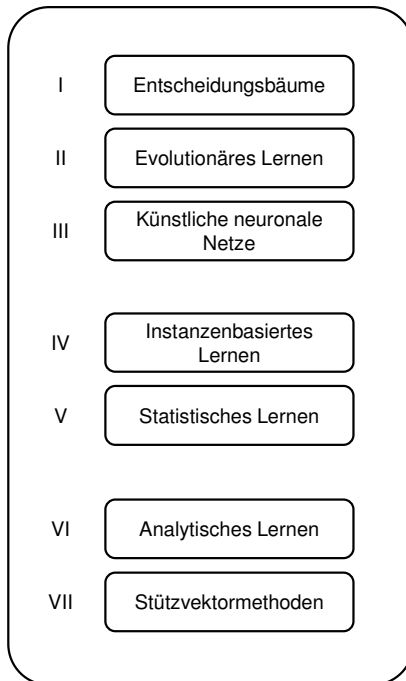 I Entscheidungsbäume
II Evolutionäres Lernen
III Künstliche neuronale
Netze
IV Instanzenbasiertes
Lernen
V Statistisches Lernen
VI Analytisches Lernen
VII Stützvektormethoden